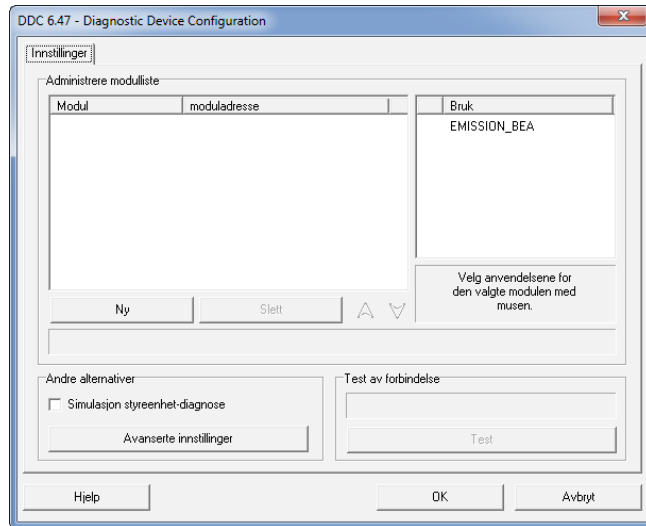 DDC 6.47 - Diagnostic Device Configuration
Innstillinger
Administrere modulliste
Modul moduladresse
Bruk
EMISSION_BEA
Velg anvendelsene for
den valgte modulen med
musen.
Ny Slett
Andre alternativer
Simulasjon styreenhet-diagnose
Avanserte innstillinger
Test av forbindelse
Test
Hjelp OK Avbryt